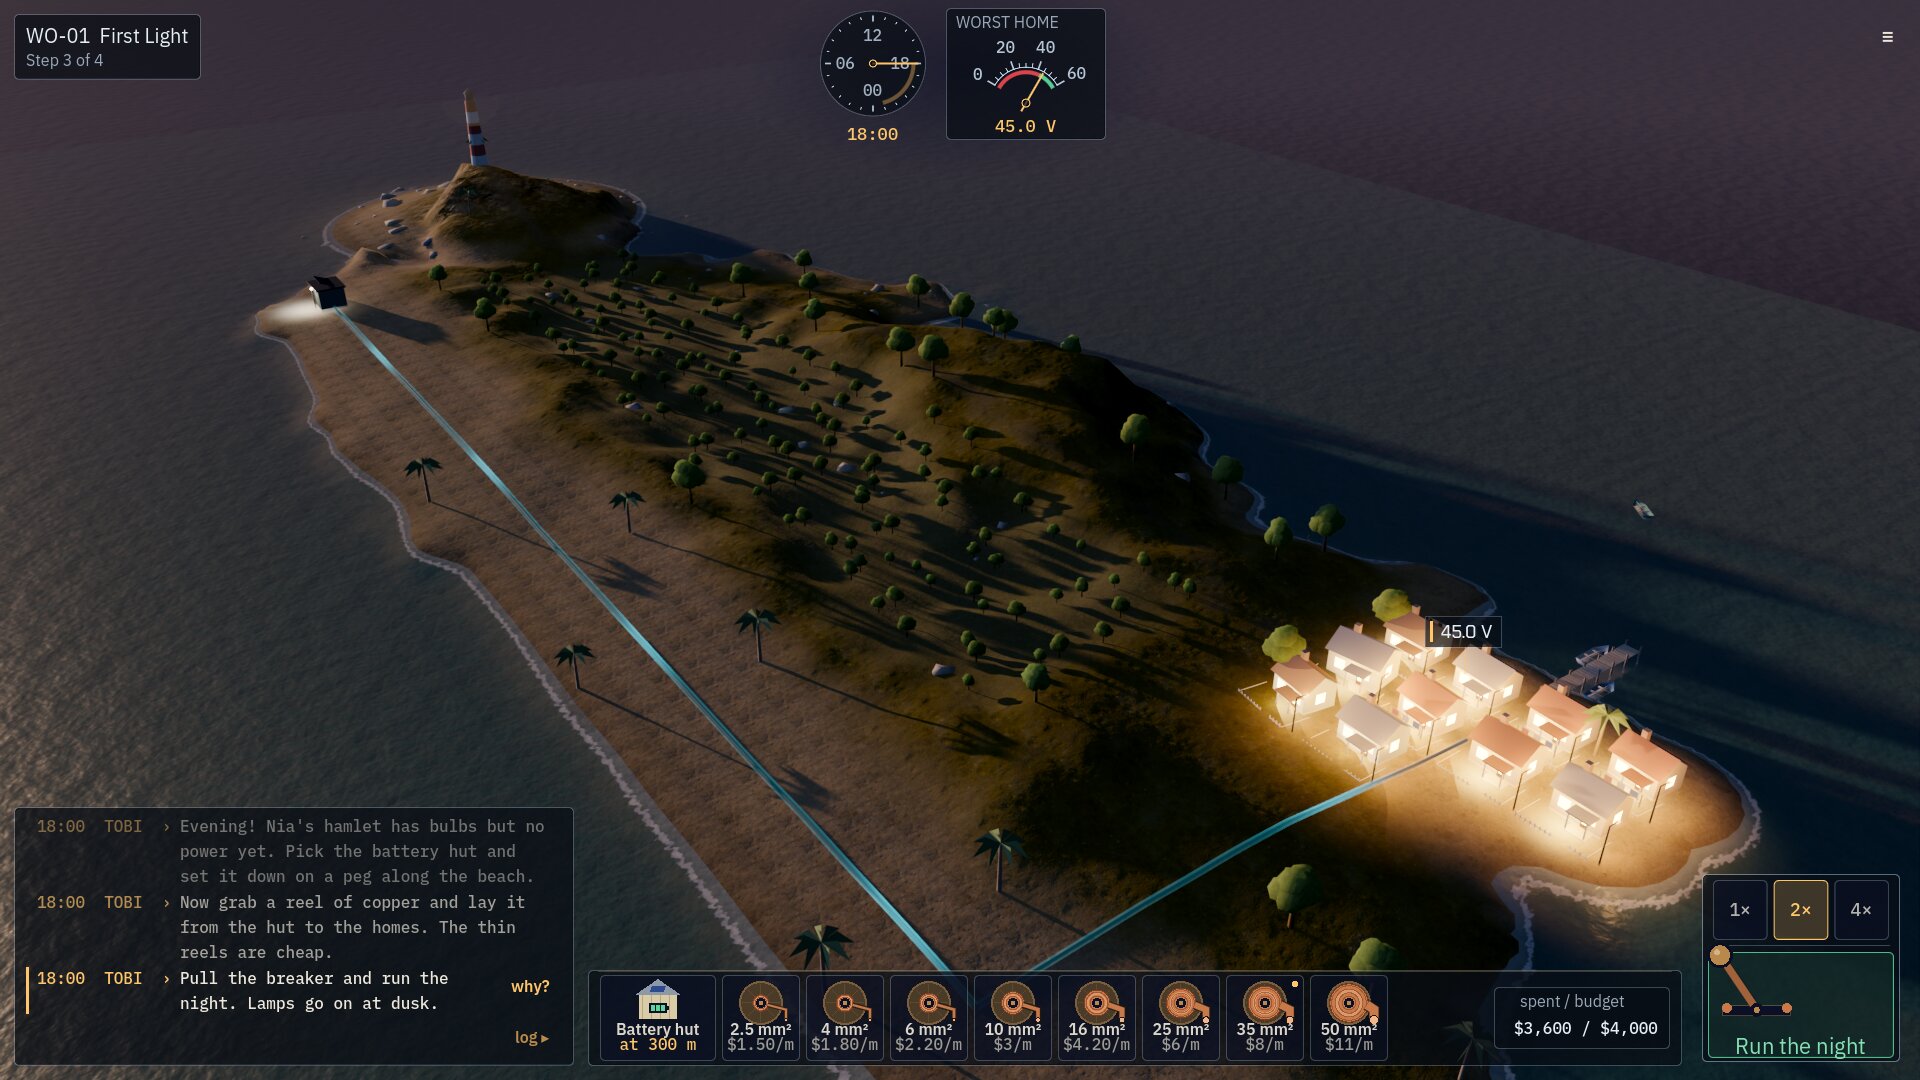 WO-01 First Light
Step 3 of 4
12
06
18
00
18:00
WORST HOME
20 40
0
60
45.0 V
45.0 V
18:00 TOBI › Evening! Nia's hamlet has bulbs but no
power yet. Pick the battery hut and
set it down on a peg along the beach.
18:00 TOBI › Now grab a reel of copper and lay it
from the hut to the homes. The thin
reels are cheap.
18:00 TOBI › Pull the breaker and run the
night. Lamps go on at dusk.
why?
log ▸
Battery hut
at 300 m
2.5 mm²
$1.50/m
4 mm²
$1.80/m
6 mm²
$2.20/m
10 mm²
$3/m
16 mm²
$4.20/m
25 mm²
$6/m
35 mm²
$8/m
50 mm²
$11/m
spent / budget
$3,600 / $4,000
1× 2× 4×
Run the night